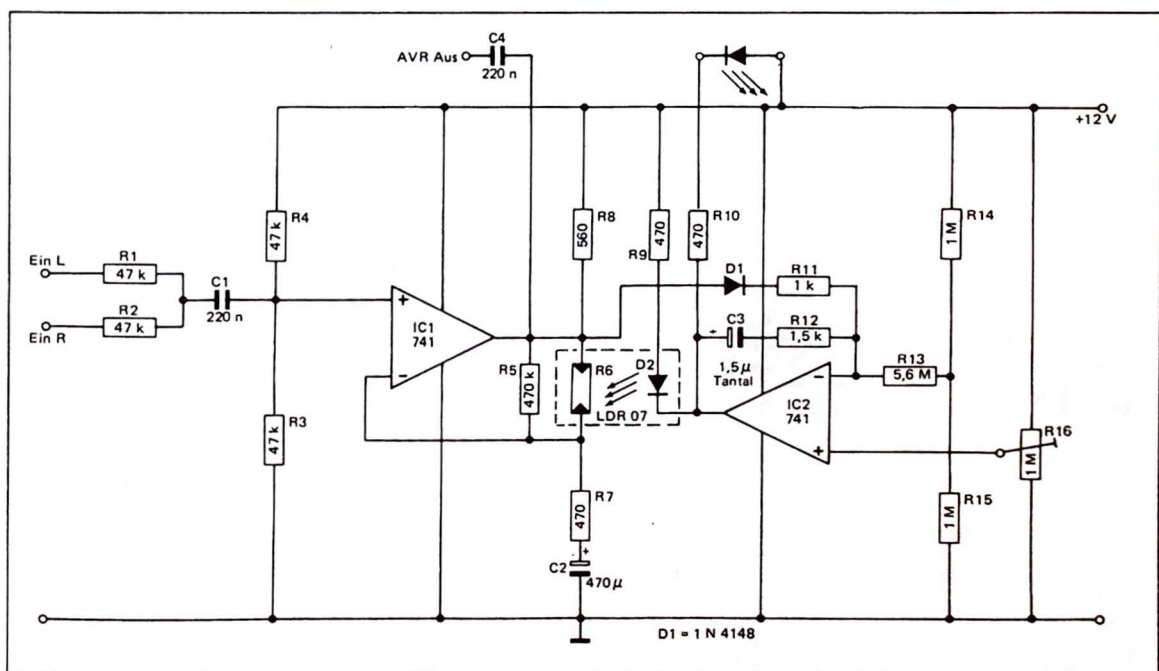 C4
AVR Aus
220 n
+12 V
R4
47 k
R8
560
R9
470
R10
470
R14
1 M
Ein L
R1
47 k
C1
220 n
R2
47 k
Ein R
+
IC1
741
−
D1
R11
1 k
+
C3
R12
1,5 k
1,5 µ
Tantal
R13
5,6 M
R5
470 k
R6
D2
LDR 07
−
IC2
741
+
R16
1 M
R3
47 k
R7
470
R15
1 M
+
C2
470 µ
D1 = 1 N 4148